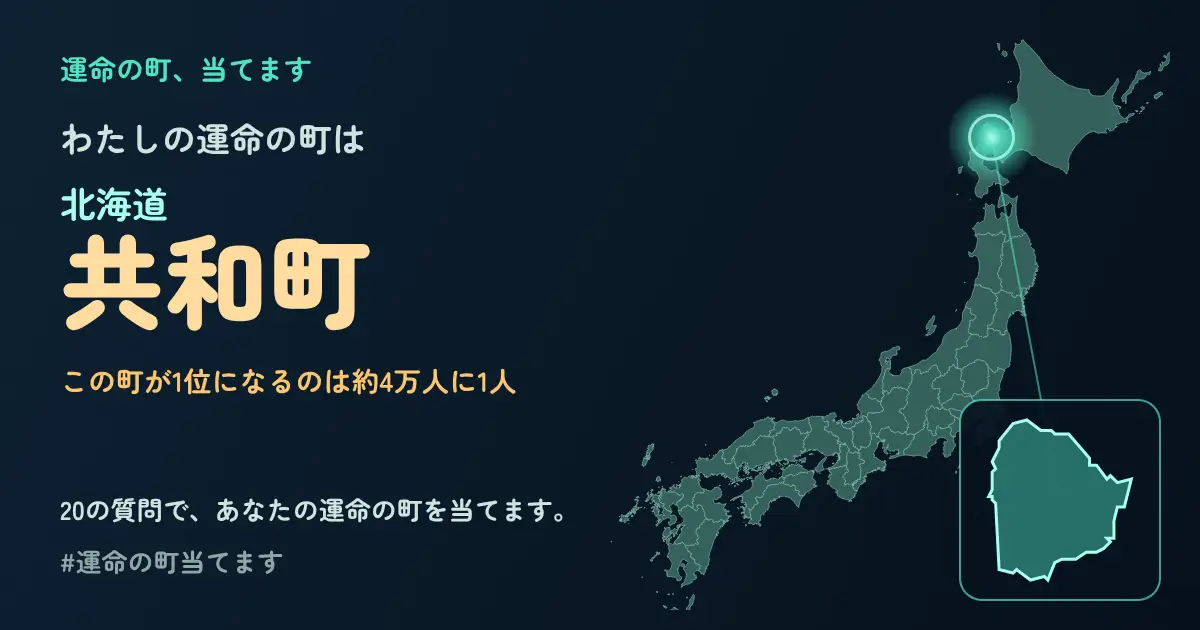 運命の町、当てます
わたしの運命の町は
北海道
共和町
この町が1位になるのは約4万人に1人
20の質問で、あなたの運命の町を当てます。
#運命の町当てます